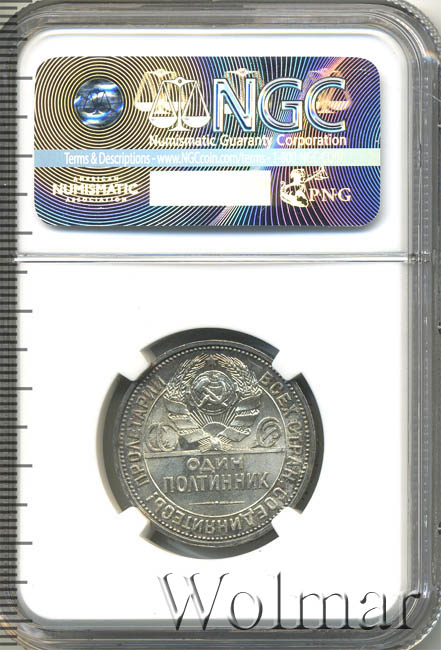 NGC
Numismatic Guaranty Corporation
Terms & Descriptions - www.NGCcoin.com/terms
AMERICAN
NUMISMATIC
ASSOCIATION
PNG
ПРОЛЕТАРИИ ВСЕХ СТРАН, СОЕДИНЯЙТЕСЬ!
ОДИН
ПОЛТИННИК
Wolmar